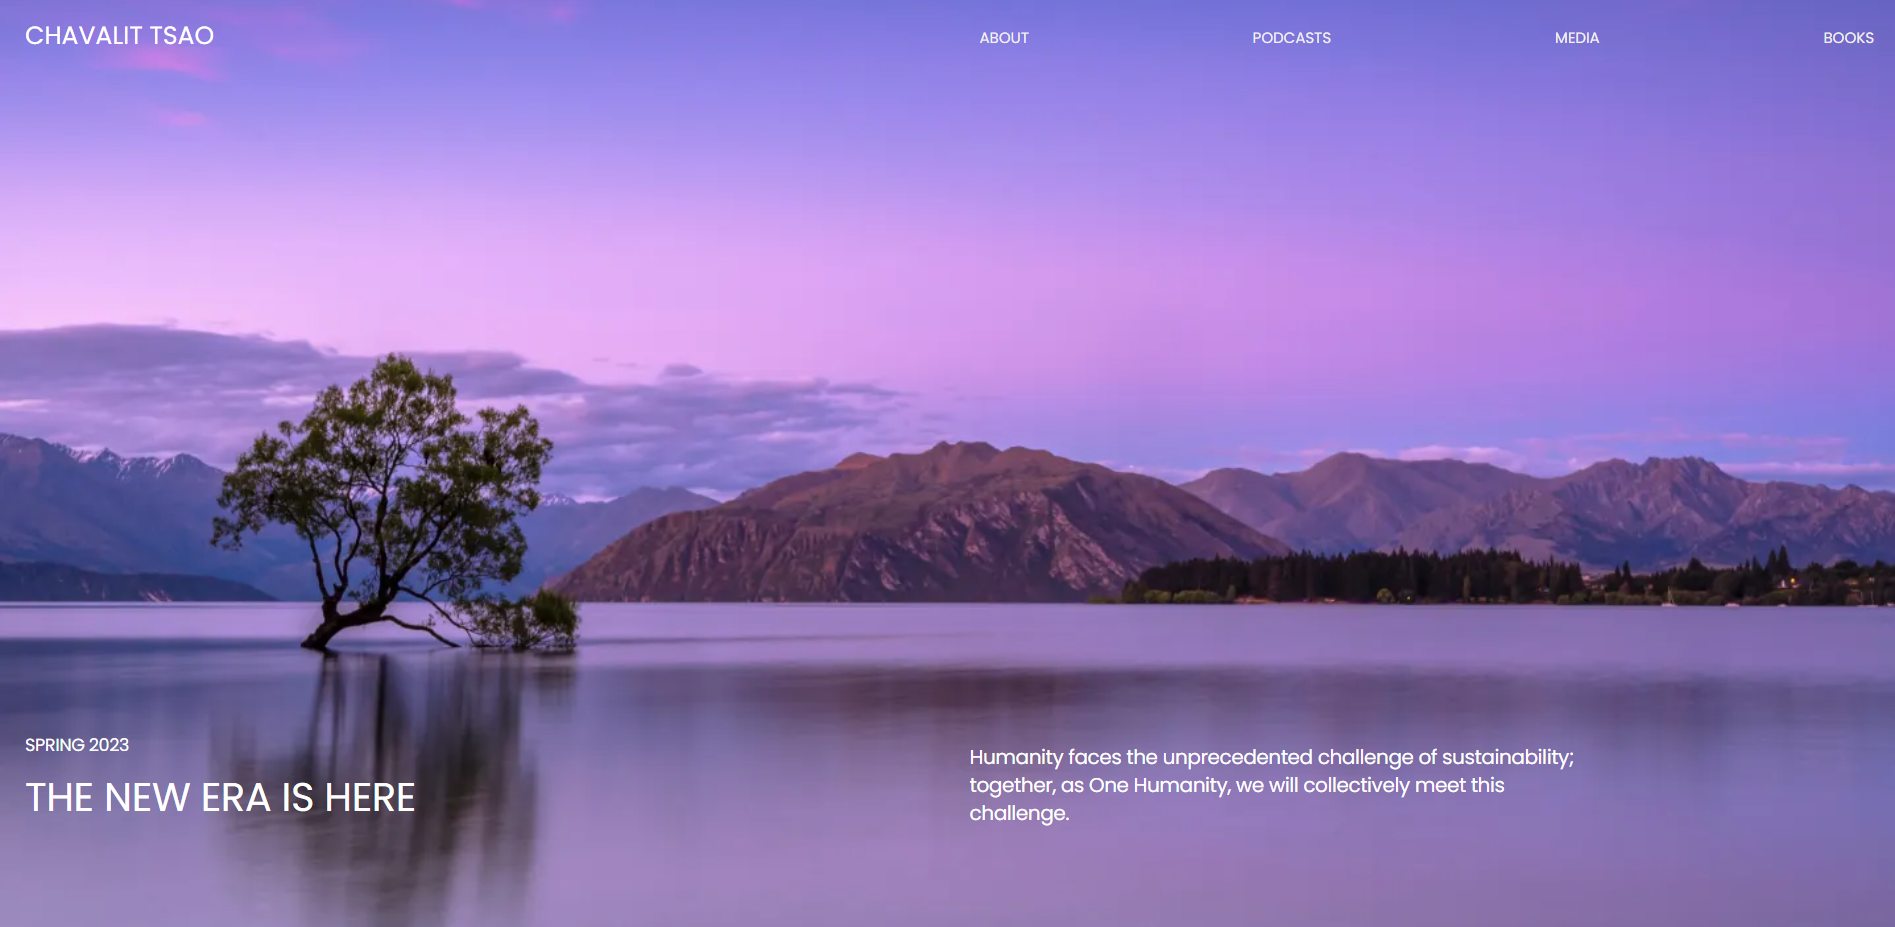 CHAVALIT TSAO
ABOUT
PODCASTS
MEDIA
BOOKS
SPRING 2023
THE NEW ERA IS HERE
Humanity faces the unprecedented challenge of sustainability;
together, as One Humanity, we will collectively meet this
challenge.